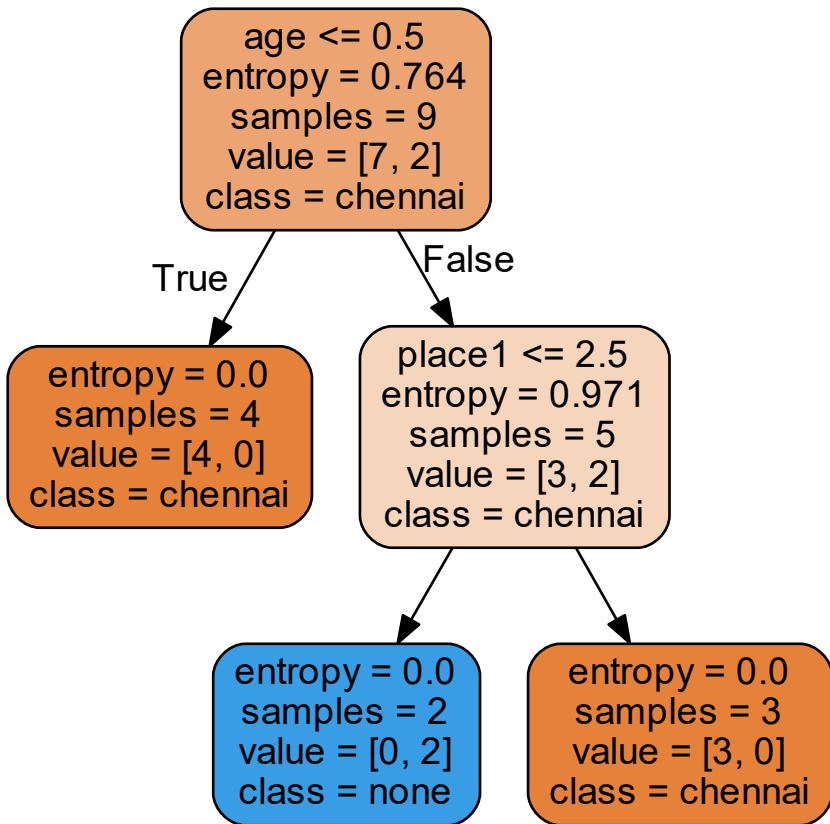 age <= 0.5
entropy = 0.764
samples = 9
value = [7, 2]
class = chennai
True
False
entropy = 0.0
samples = 4
value = [4, 0]
class = chennai
place1 <= 2.5
entropy = 0.971
samples = 5
value = [3, 2]
class = chennai
entropy = 0.0
samples = 2
value = [0, 2]
class = none
entropy = 0.0
samples = 3
value = [3, 0]
class = chennai